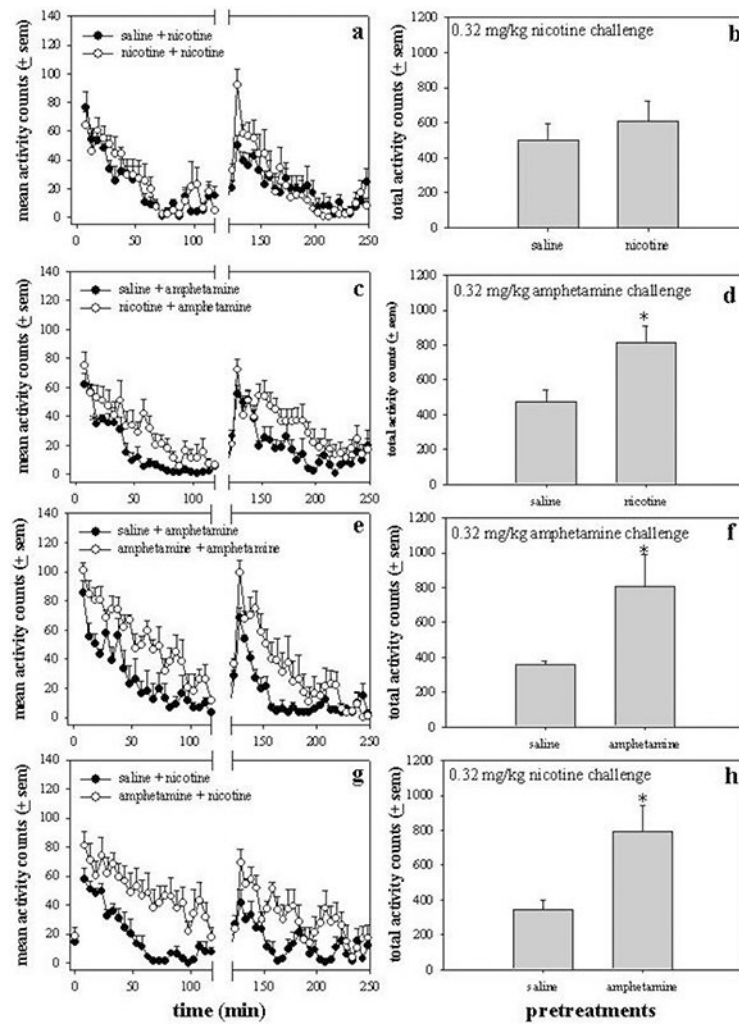 a
saline + nicotine
nicotine + nicotine
mean activity counts (± sem)
140
120
100
80
60
40
20
0
0 50 100 150 200 250
b
0.32 mg/kg nicotine challenge
total activity counts (± sem)
1200
1000
800
600
400
200
0
saline nicotine
c
saline + amphetamine
nicotine + amphetamine
mean activity counts (± sem)
140
120
100
80
60
40
20
0
0 50 100 150 200 250
d
0.32 mg/kg amphetamine challenge
total activity counts (± sem)
1200
1000
800
600
400
200
0
*
saline nicotine
e
saline + amphetamine
amphetamine + amphetamine
mean activity counts (± sem)
140
120
100
80
60
40
20
0
0 50 100 150 200 250
f
0.32 mg/kg amphetamine challenge
total activity counts (± sem)
1200
1000
800
600
400
200
0
*
saline amphetamine
g
saline + nicotine
amphetamine + nicotine
mean activity counts (± sem)
140
120
100
80
60
40
20
0
0 50 100 150 200 250
time (min)
h
0.32 mg/kg nicotine challenge
total activity counts (± sem)
1200
1000
800
600
400
200
0
*
saline amphetamine
pretreatments